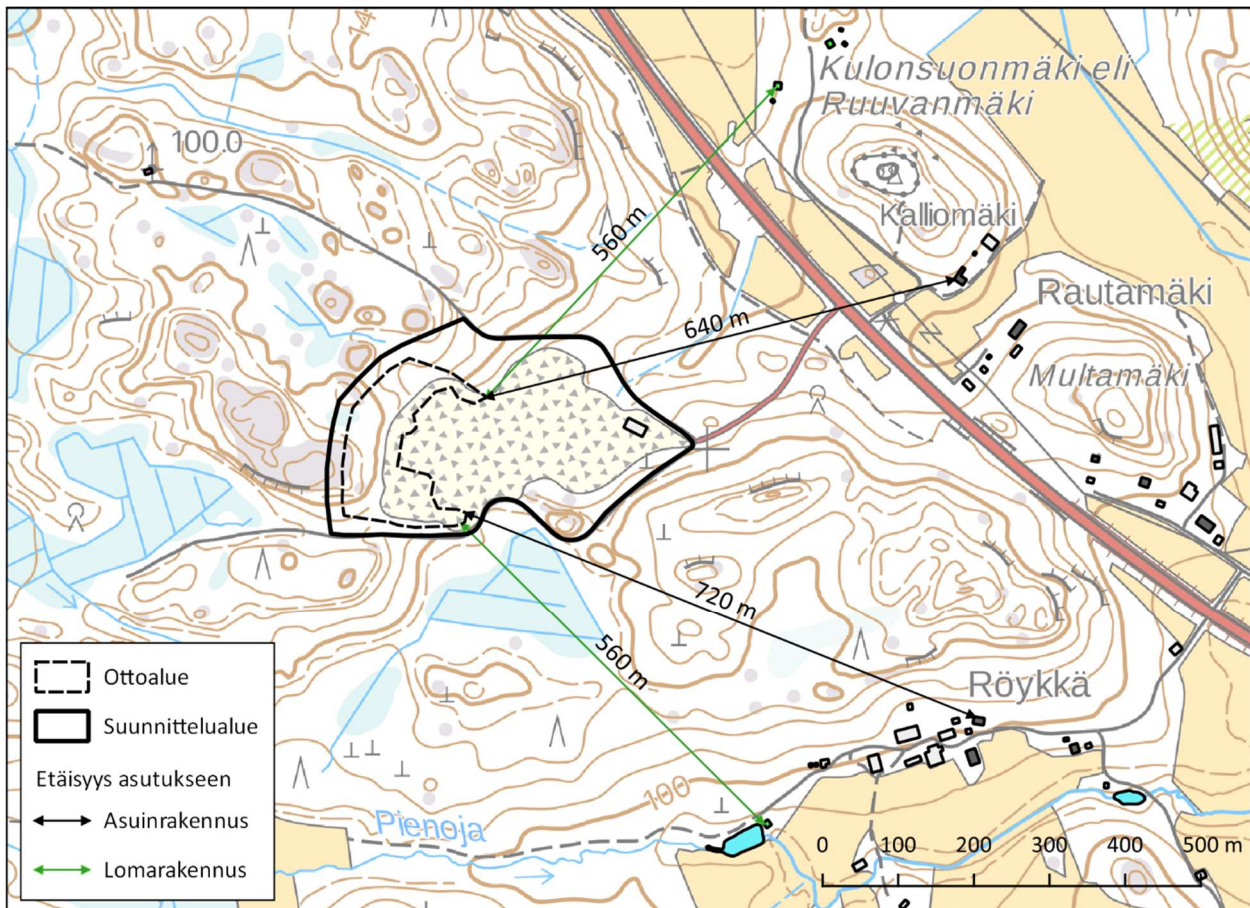 14
Kulonsuonmäki eli
Ruuvanmäki
100.0
Kalliomäki
560 m
Rautamäki
640 m
Multamäki
720 m
560 m
Röykkä
100
Pienoja
Ottoalue
Suunnittelualue
Etäisyys asutukseen
Asuinrakennus
Lomarakennus
0 100 200 300 400 500 m